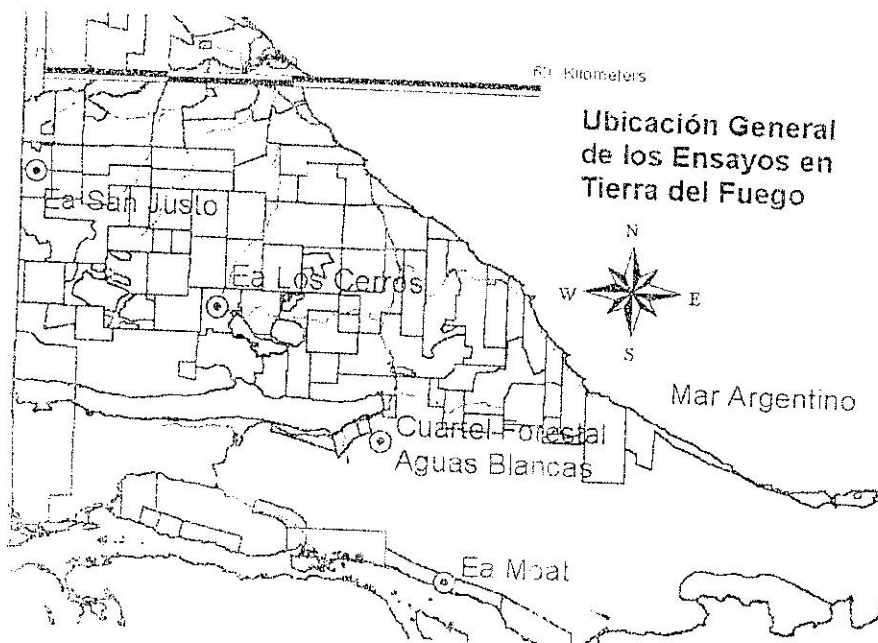 60 Kilometers
Ubicación General
de los Ensayos en
Tierra del Fuego
Ea San Justo
N
Ea Los Cerros
W
E
S
Mar Argentino
Cuartel Forestal
Aguas Blancas
Ea Moat